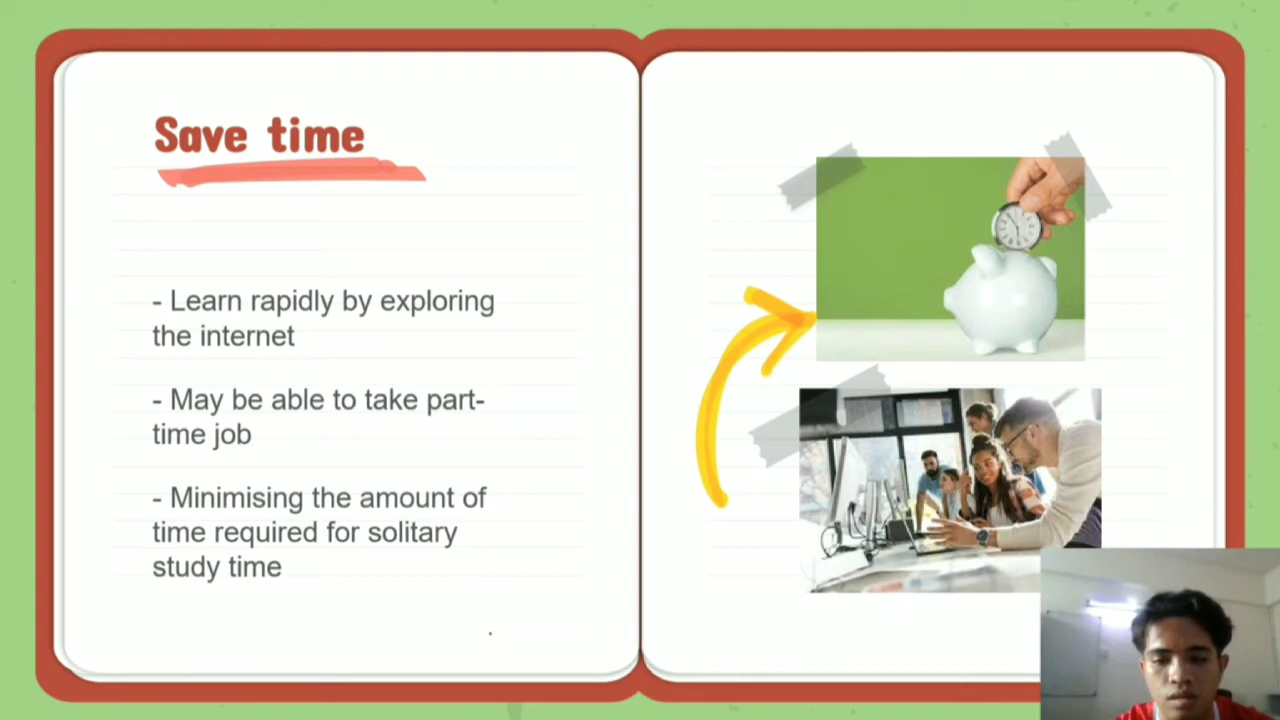 Save time
- Learn rapidly by exploring
the internet
- May be able to take part-
time job
- Minimising the amount of
time required for solitary
study time